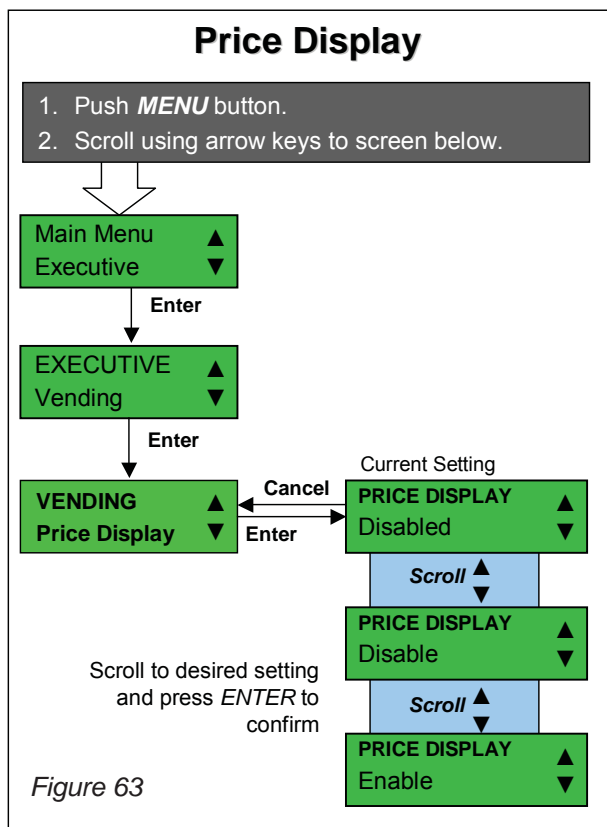 Price Display
1. Push MENU button.
2. Scroll using arrow keys to screen below.
Main Menu ▲
Executive ▼
Enter
EXECUTIVE ▲
Vending ▼
Enter
VENDING ▲
Price Display ▼
Cancel
Enter
Current Setting
PRICE DISPLAY ▲
Disabled ▼
Scroll ▲
▼
PRICE DISPLAY ▲
Disable ▼
Scroll ▲
▼
PRICE DISPLAY ▲
Enable ▼
Scroll to desired setting
and press ENTER to
confirm
Figure 63